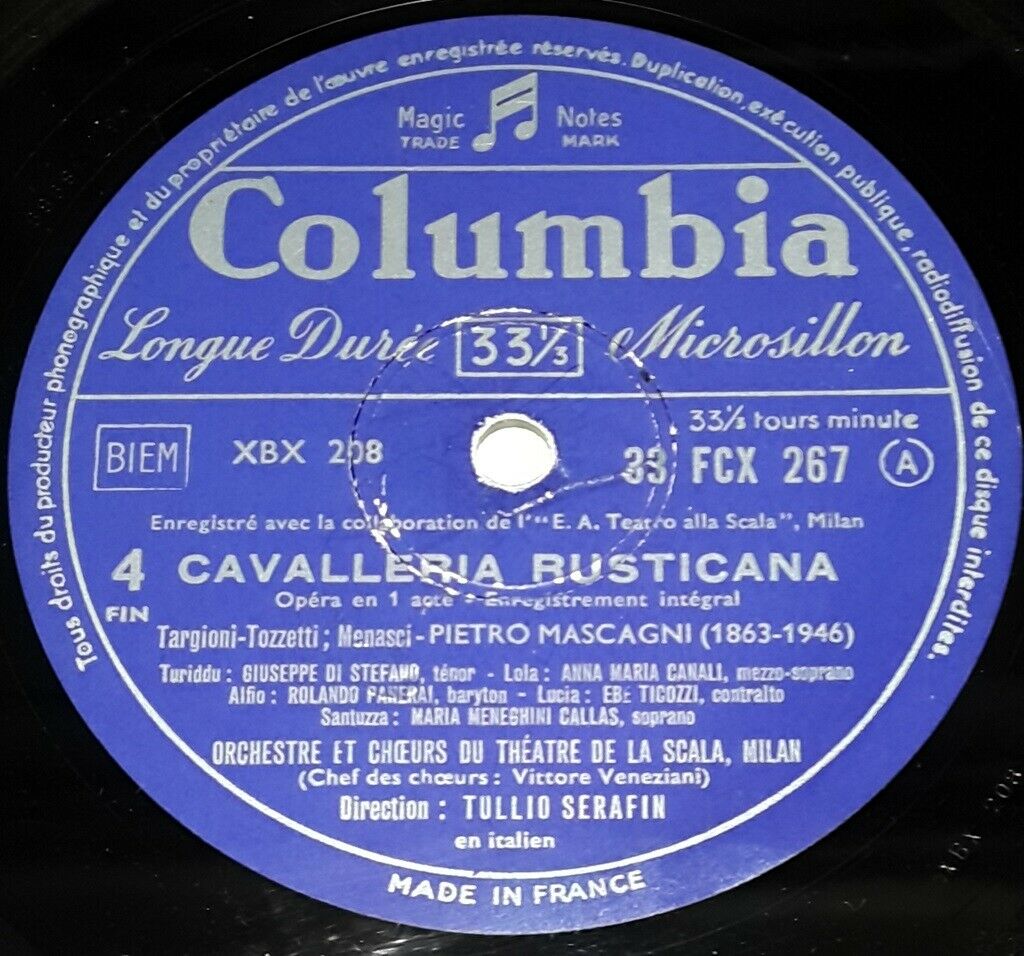 Tous droits du producteur phonographique et du propriétaire de l'œuvre enregistrée réservés. Duplication, exécution publique, radiodiffusion de ce disque interdites.
Magic Notes
TRADE MARK
Columbia
Longue Durée 33⅓ Microsillon
33⅓ tours minute
BIEM XBX 208 33 FCX 267 A
Enregistré avec la collaboration de l'"E. A. Teatro alla Scala", Milan
4 CAVALLERIA RUSTICANA
FIN
Opéra en 1 acte - Enregistrement intégral
Targioni-Tozzetti ; Menasci - PIETRO MASCAGNI (1863-1946)
Turiddu : GIUSEPPE DI STEFANO, ténor - Lola : ANNA MARIA CANALI, mezzo-soprano
Alfio : ROLANDO PANERAI, baryton - Lucia : EBE TICOZZI, contralto
Santuzza : MARIA MENEGHINI CALLAS, soprano
ORCHESTRE ET CHŒURS DU THÉATRE DE LA SCALA, MILAN
(Chef des chœurs : Vittore Veneziani)
Direction : TULLIO SERAFIN
en italien
MADE IN FRANCE
XBX 208